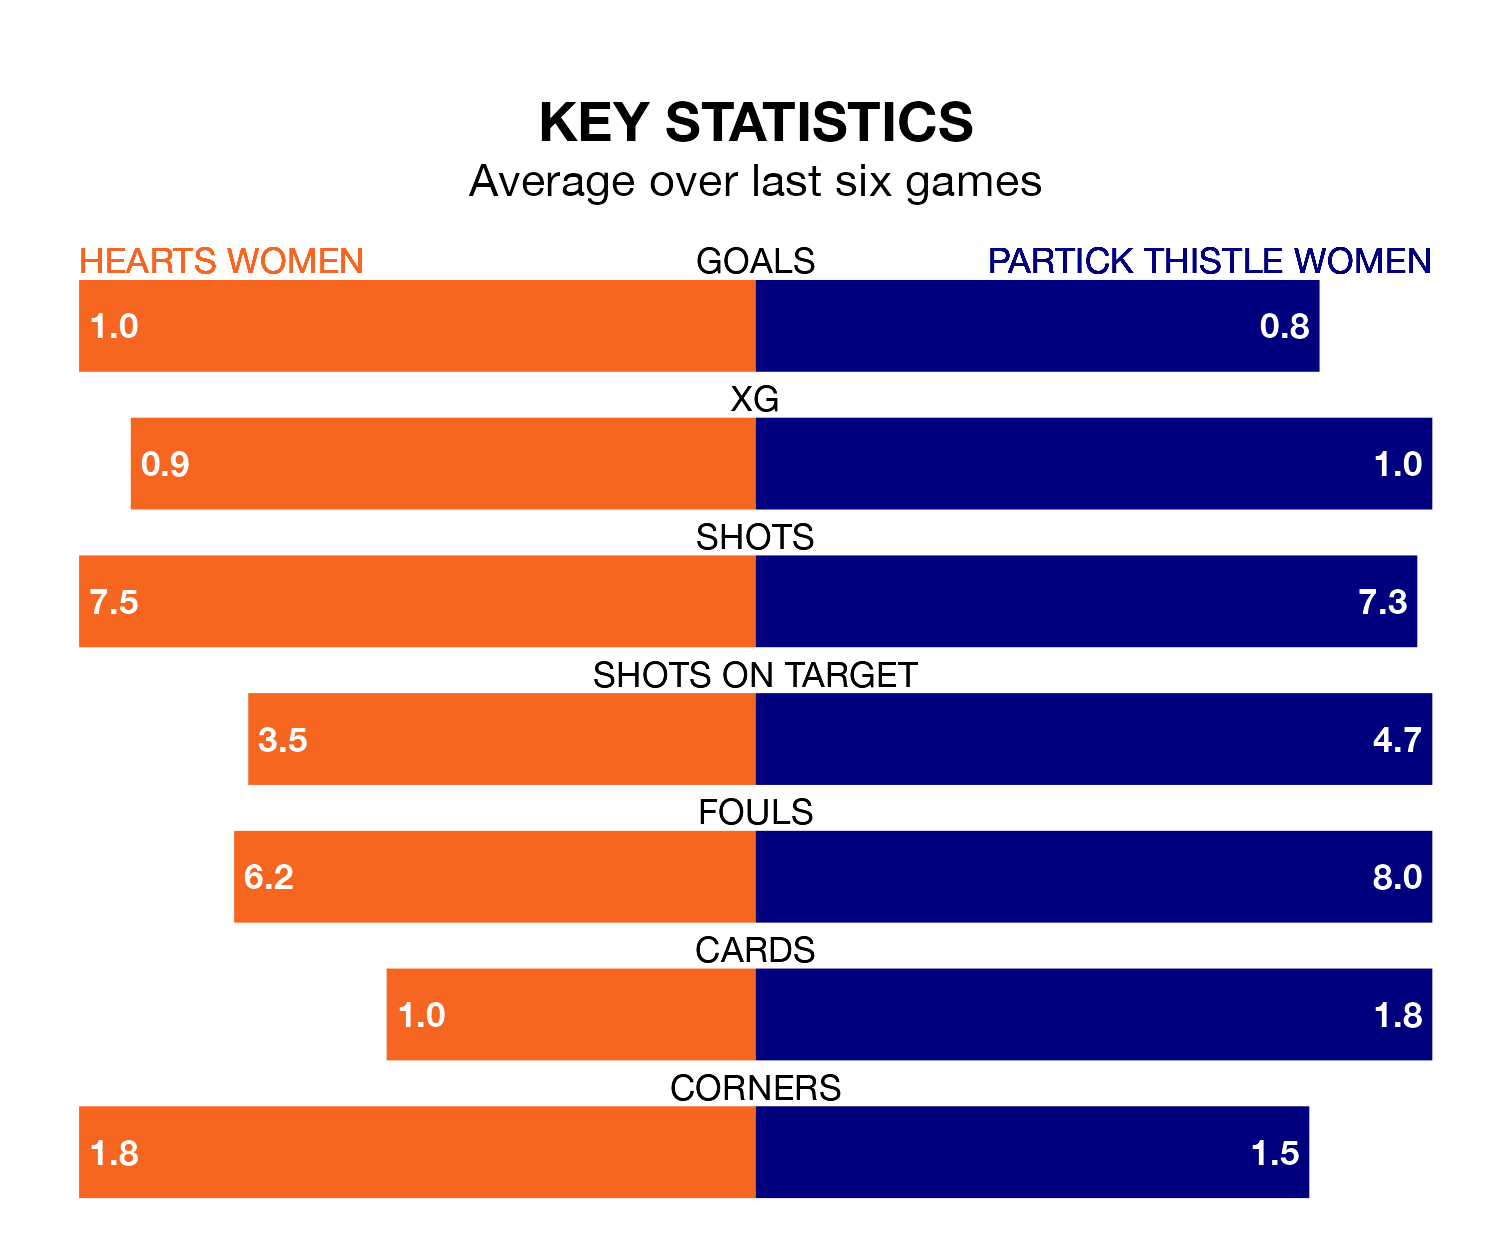 KEY STATISTICS
Average over last six games
HEARTS WOMEN GOALS PARTICK THISTLE WOMEN
1.0 0.8
XG
0.9 1.0
SHOTS
7.5 7.3
SHOTS ON TARGET
3.5 4.7
FOULS
6.2 8.0
CARDS
1.0 1.8
CORNERS
1.8 1.5